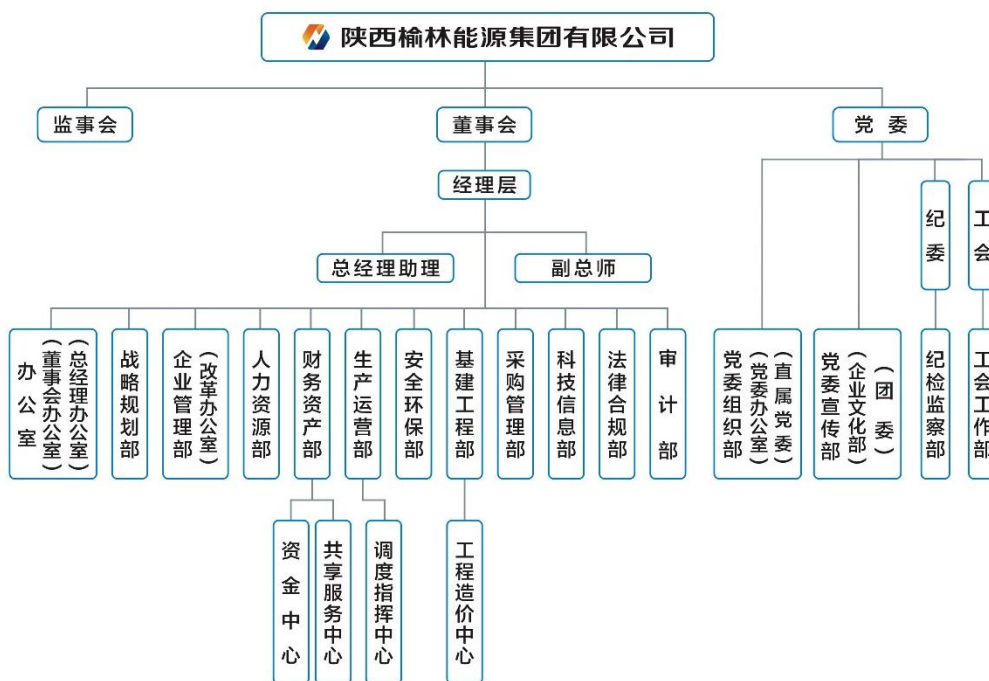 陕西榆林能源集团有限公司
监事会
董事会
党委
经理层
总经理助理
副总师
纪委
工会
办公室
(董事会办公室)
(总经理办公室)
战略规划部
企业管理部
(改革办公室)
人力资源部
财务资产部
生产运营部
安全环保部
基建工程部
采购管理部
科技信息部
法律合规部
审计部
党委组织部
(党委办公室)
(直属党委)
党委宣传部
(企业文化部)
(团委)
纪检监察部
工会工作部
资金中心
共享服务中心
调度指挥中心
工程造价中心